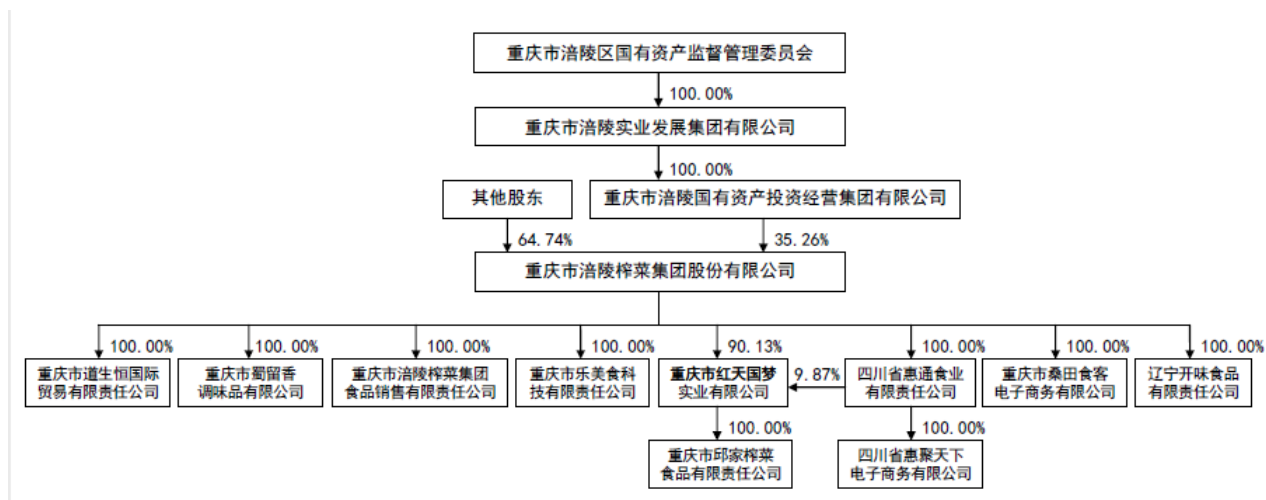 重庆市涪陵区国有资产监督管理委员会
100.00%
重庆市涪陵实业发展集团有限公司
100.00%
其他股东
重庆市涪陵国有资产投资经营集团有限公司
64.74%
35.26%
重庆市涪陵榨菜集团股份有限公司
100.00%
100.00%
100.00%
100.00%
90.13%
100.00%
100.00%
100.00%
重庆市道生恒国际
贸易有限责任公司
重庆市蜀留香
调味品有限公司
重庆市涪陵榨菜集团
食品销售有限责任公司
重庆市乐美食科
技有限责任公司
重庆市红天国梦
实业有限公司
9.87%
四川省惠通食业
有限责任公司
重庆市桑田食客
电子商务有限公司
辽宁开味食品
有限责任公司
100.00%
100.00%
重庆市邱家榨菜
食品有限责任公司
四川省惠聚天下
电子商务有限公司